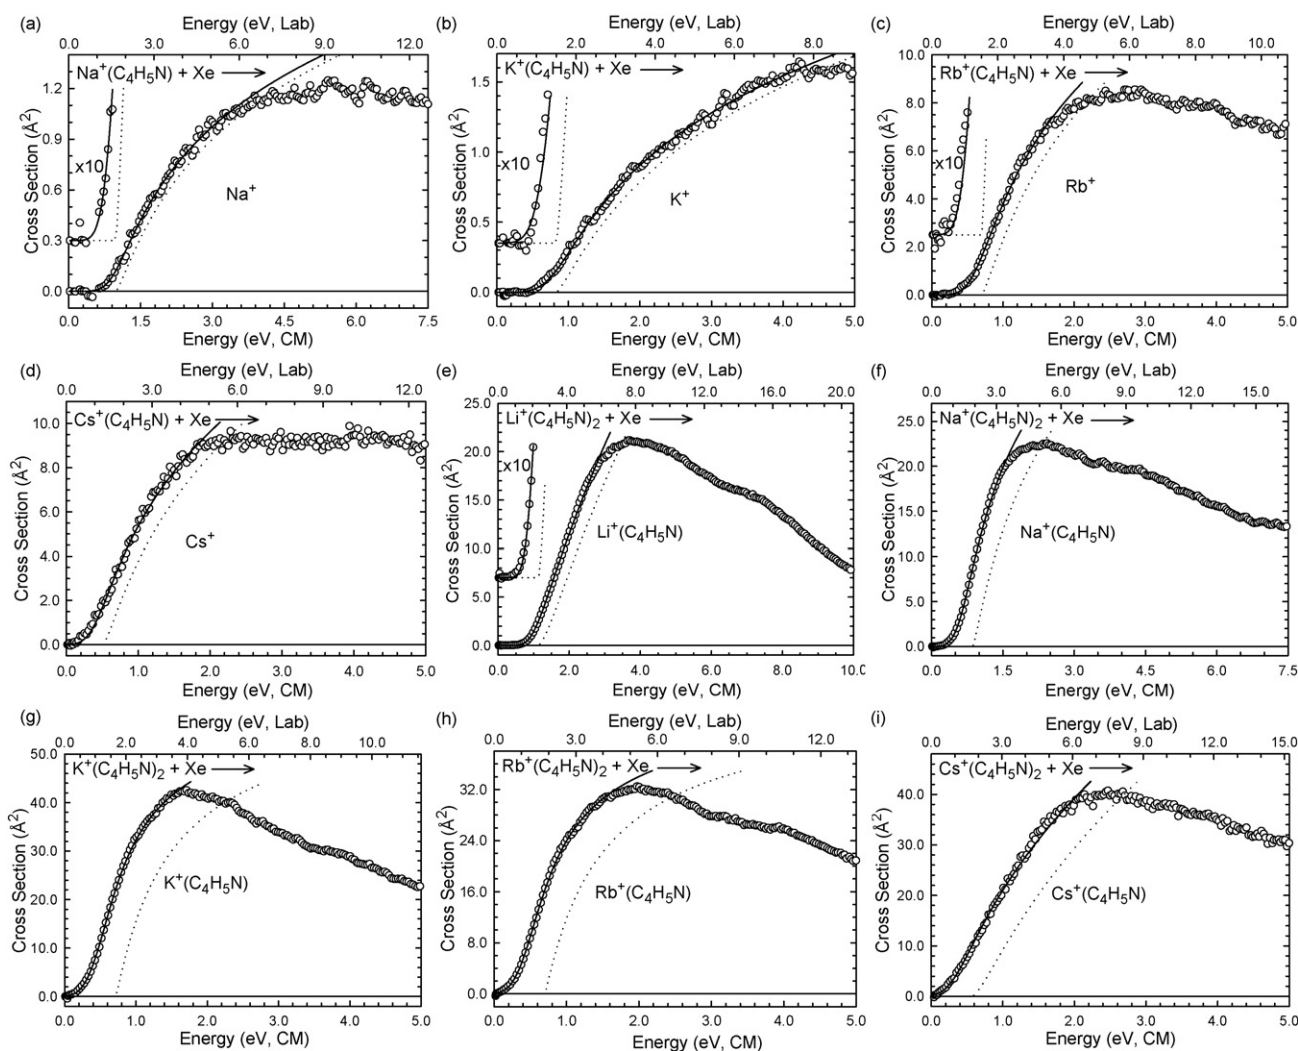 (a) Energy (eV, Lab)
0.0 3.0 6.0 9.0 12.0
Na⁺(C₄H₅N) + Xe
1.2
0.9
0.6
0.3
0.0
Cross Section (Å²)
x10
Na⁺
0.0 1.5 3.0 4.5 6.0 7.5
Energy (eV, CM)
(b) Energy (eV, Lab)
0.0 2.0 4.0 6.0 8.0
K⁺(C₄H₅N) + Xe
1.6
1.2
0.8
0.4
0.0
Cross Section (Å²)
x10
K⁺
0.0 1.0 2.0 3.0 4.0 5.0
Energy (eV, CM)
(c) Energy (eV, Lab)
0.0 2.0 4.0 6.0 8.0 10.0
10.0
Rb⁺(C₄H₅N) + Xe
8.0
6.0
4.0
2.0
0.0
Cross Section (Å²)
x10
Rb⁺
0.0 1.0 2.0 3.0 4.0 5.0
Energy (eV, CM)
(d) Energy (eV, Lab)
0.0 3.0 6.0 9.0 12.0
Cs⁺(C₄H₅N) + Xe
10.0
8.0
6.0
4.0
2.0
0.0
Cross Section (Å²)
Cs⁺
0.0 1.0 2.0 3.0 4.0 5.0
Energy (eV, CM)
(e) Energy (eV, Lab)
0.0 4.0 8.0 12.0 16.0 20.0
25.0
Li⁺(C₄H₅N)₂ + Xe
20.0
15.0
10.0
5.0
0.0
Cross Section (Å²)
x10
Li⁺(C₄H₅N)
0.0 2.0 4.0 6.0 8.0 10.0
Energy (eV, CM)
(f) Energy (eV, Lab)
0.0 3.0 6.0 9.0 12.0 15.0
25.0
Na⁺(C₄H₅N)₂ + Xe
20.0
15.0
10.0
5.0
0.0
Cross Section (Å²)
Na⁺(C₄H₅N)
0.0 1.5 3.0 4.5 6.0 7.5
Energy (eV, CM)
(g) Energy (eV, Lab)
0.0 2.0 4.0 6.0 8.0 10.0
50.0
K⁺(C₄H₅N)₂ + Xe
40.0
30.0
20.0
10.0
0.0
Cross Section (Å²)
K⁺(C₄H₅N)
0.0 1.0 2.0 3.0 4.0 5.0
Energy (eV, CM)
(h) Energy (eV, Lab)
0.0 3.0 6.0 9.0 12.0
Rb⁺(C₄H₅N)₂ + Xe
32.0
24.0
16.0
8.0
0.0
Cross Section (Å²)
Rb⁺(C₄H₅N)
0.0 1.0 2.0 3.0 4.0 5.0
Energy (eV, CM)
(i) Energy (eV, Lab)
0.0 3.0 6.0 9.0 12.0 15.0
Cs⁺(C₄H₅N)₂ + Xe
40.0
30.0
20.0
10.0
0.0
Cross Section (Å²)
Cs⁺(C₄H₅N)
0.0 1.0 2.0 3.0 4.0 5.0
Energy (eV, CM)